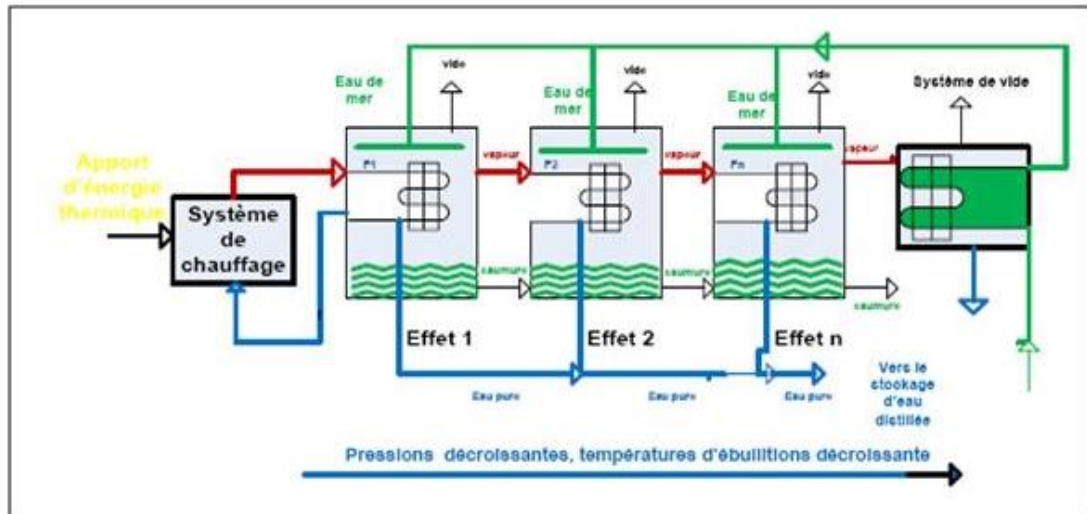 vide
vide
vide
Système de vide
Eau de
mer
Eau de
mer
Eau de
mer
Apport
d'énergie
thermique
P1
vapeur
P2
vapeur
Pn
vapeur
Système
de
chauffage
saumure
saumure
saumure
Effet 1
Effet 2
Effet n
Eau pure
Eau pure
Eau pure
Vers le
stockage
d'eau
distillée
Pressions décroissantes, températures d'ébullitions décroissante